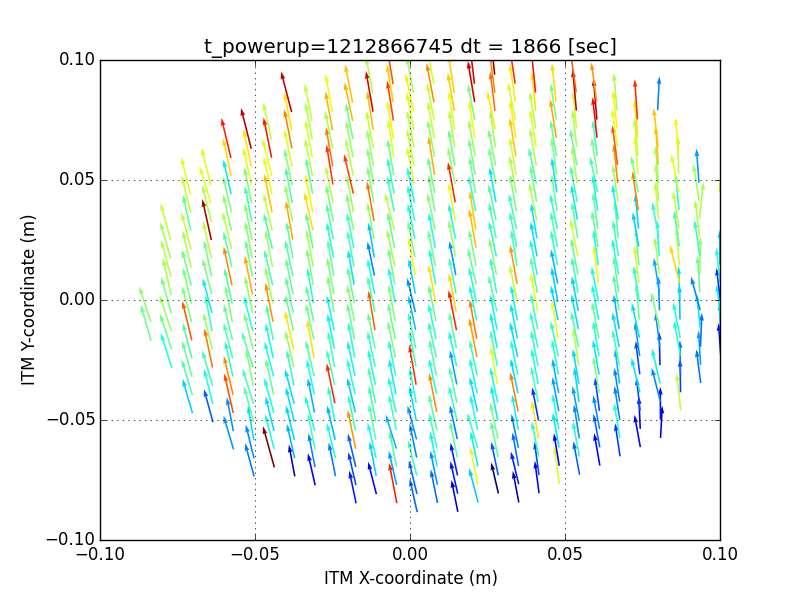 t_powerup=1212866745 dt = 1866 [sec]
0.10
0.05
0.00
−0.05
−0.10
ITM Y-coordinate (m)
−0.10 −0.05 0.00 0.05 0.10
ITM X-coordinate (m)